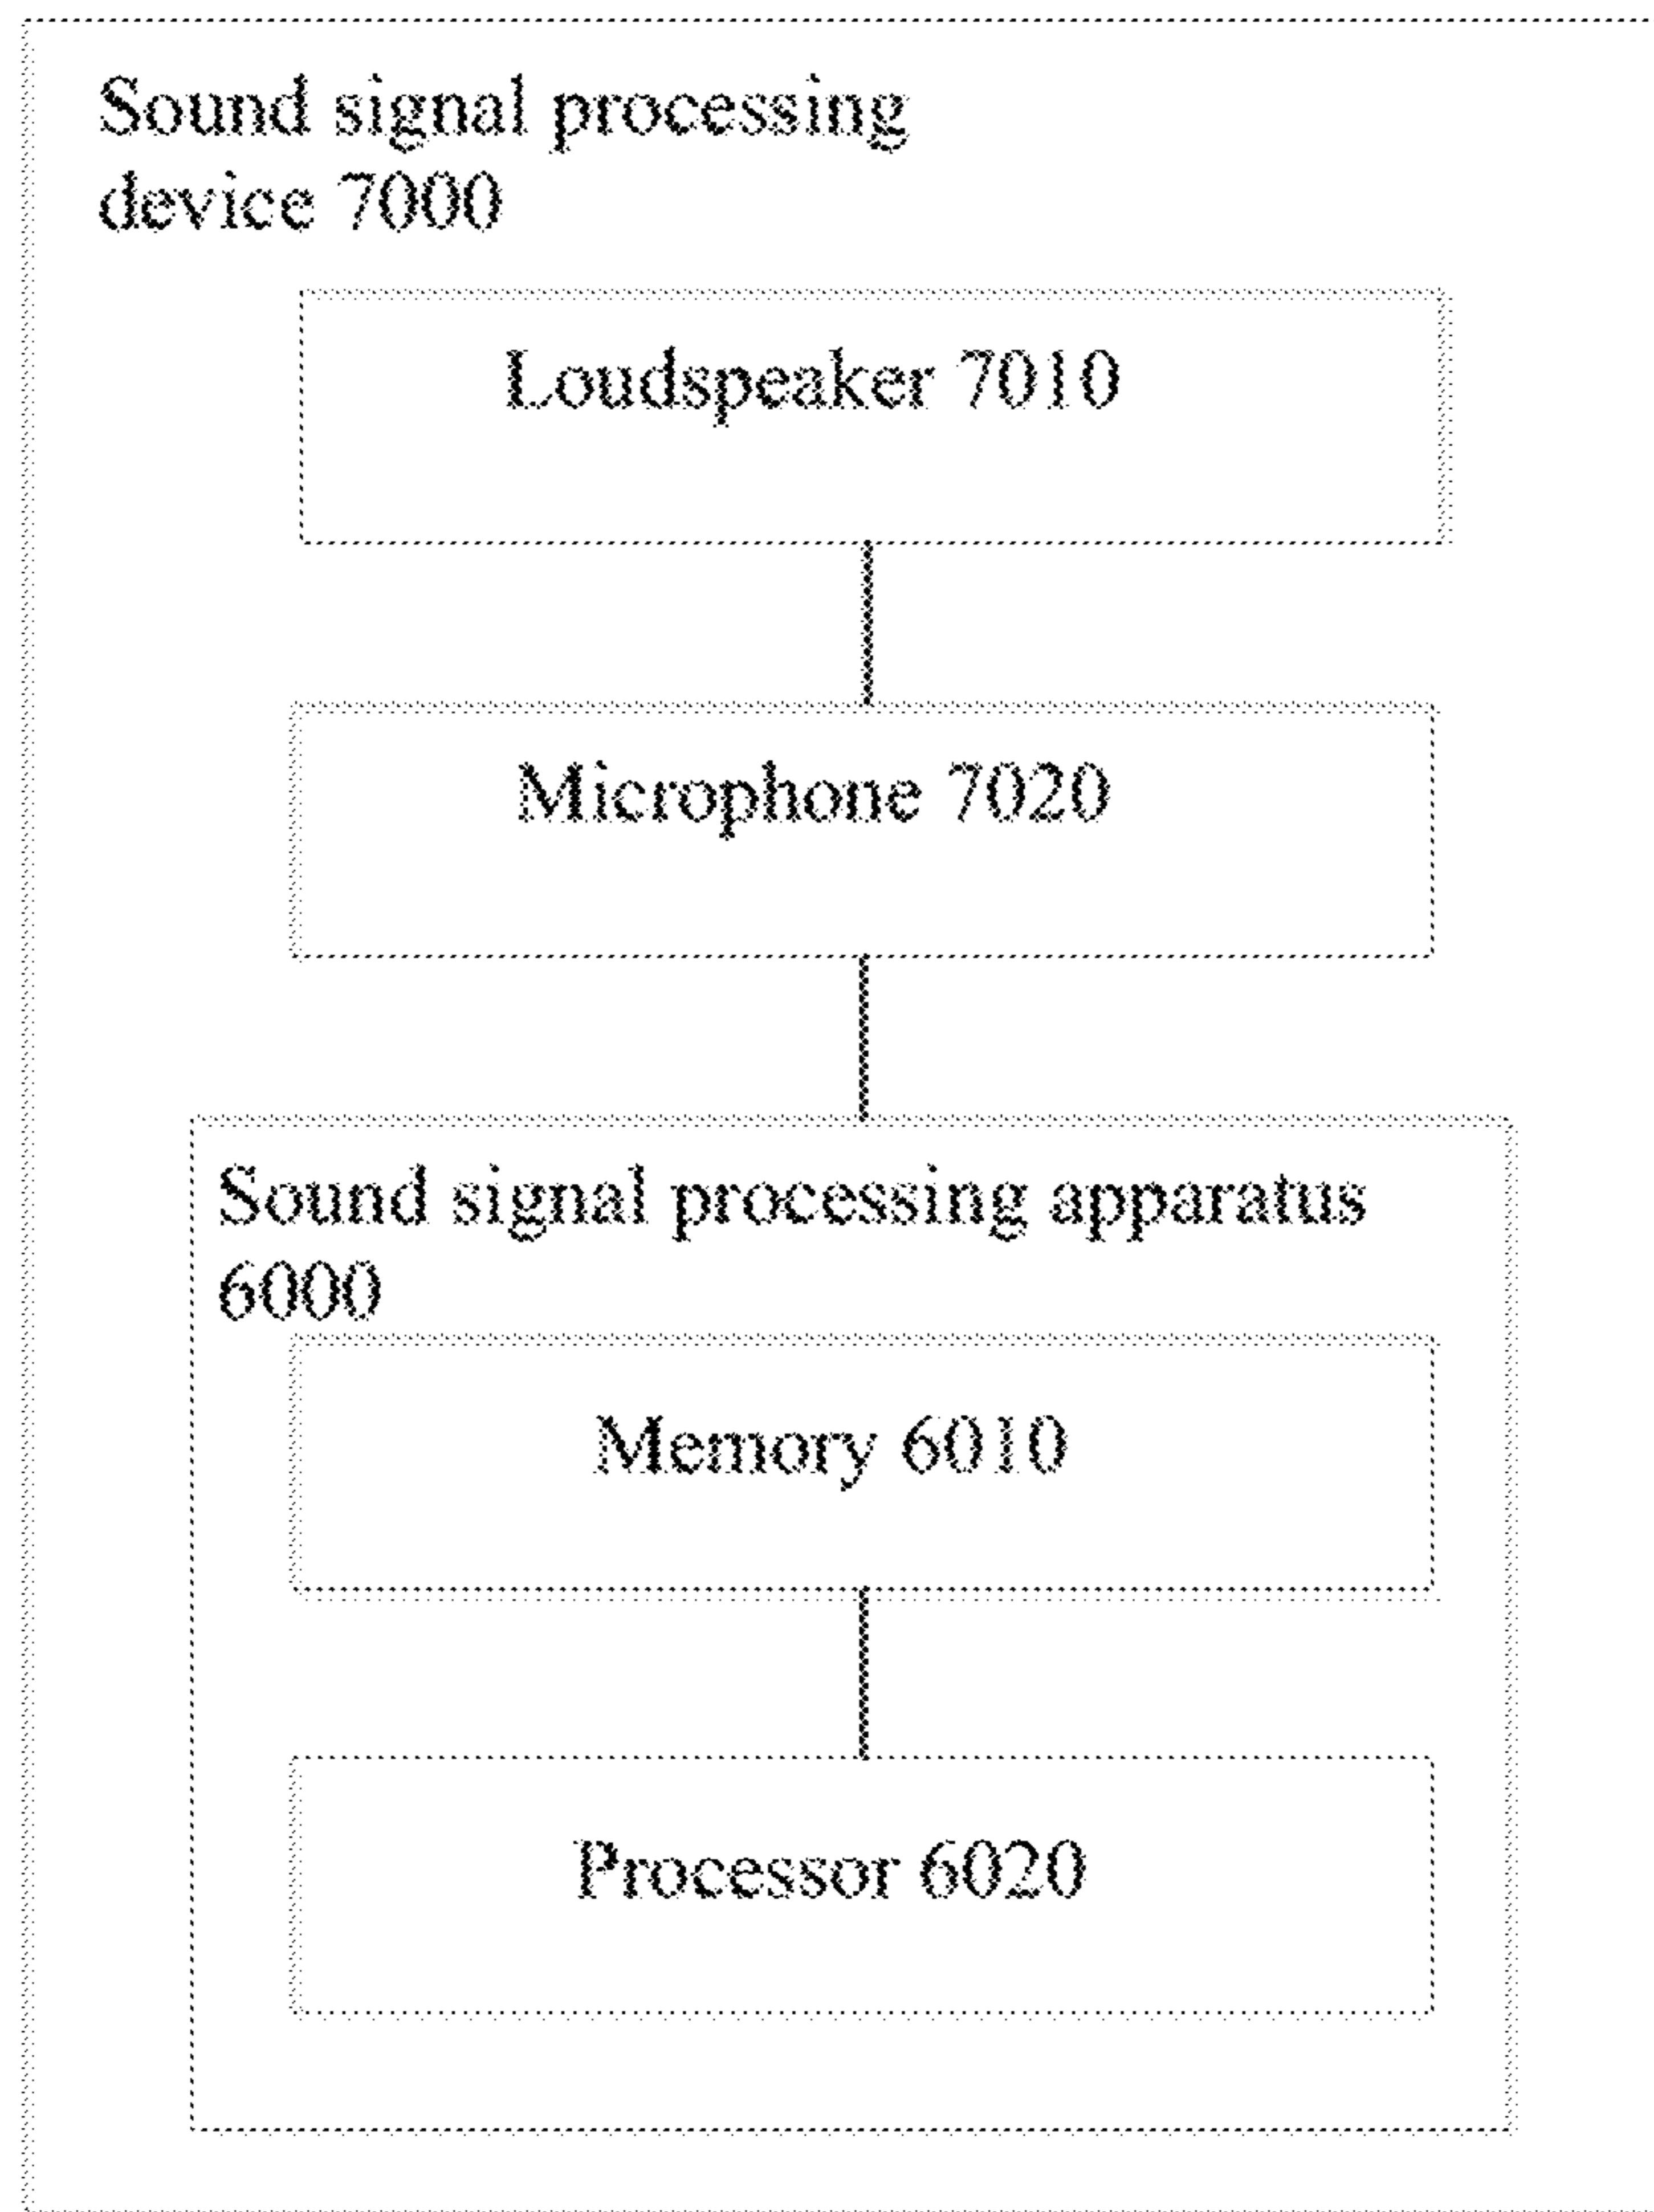 Sound signal processing
device 7000
Loudspeaker 7010
Microphone 7020
Sound signal processing apparatus
6000
Memory 6010
Processor 6020